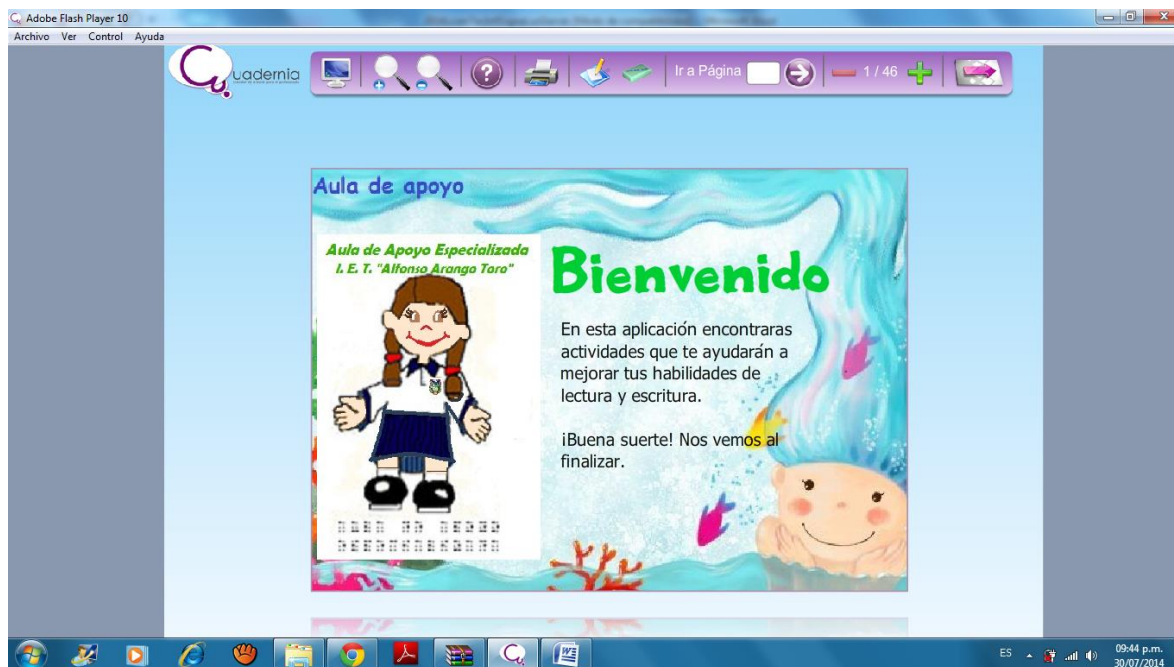 Adobe Flash Player 10
Archivo Ver Control Ayuda
Cuadernia
Ir a Página
1 / 46
Aula de apoyo
Aula de Apoyo Especializada
I. E. T. "Alfonso Arango Toro"
Bienvenido
En esta aplicación encontraras
actividades que te ayudarán a
mejorar tus habilidades de
lectura y escritura.
¡Buena suerte! Nos vemos al
finalizar.
ES
09:44 p.m.
30/07/2014